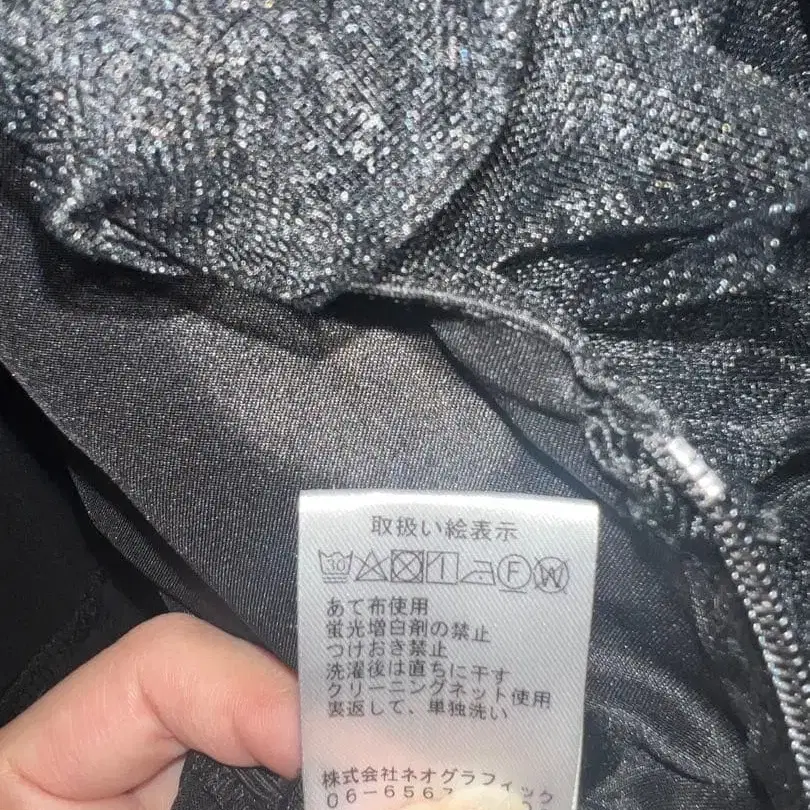 取扱い絵表示
30 F W
あて布使用
蛍光増白剤の禁止
つけおき禁止
洗濯後は直ちに干す
クリーニングネット使用
裏返して、単独洗い
株式会社ネオグラフィック
06-656